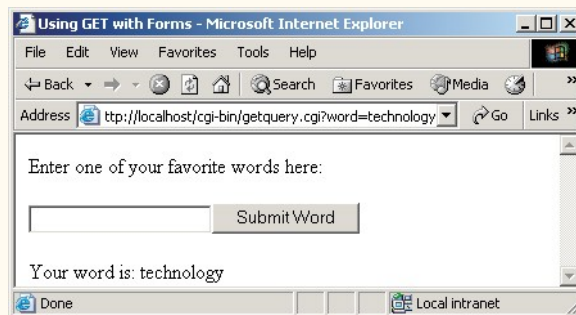 Using GET with Forms - Microsoft Internet Explorer
File Edit View Favorites Tools Help
Back Search Favorites Media »
Address ttp://localhost/cgi-bin/getquery.cgi?word=technology Go Links »
Enter one of your favorite words here:
Submit Word
Your word is: technology
Done Local intranet